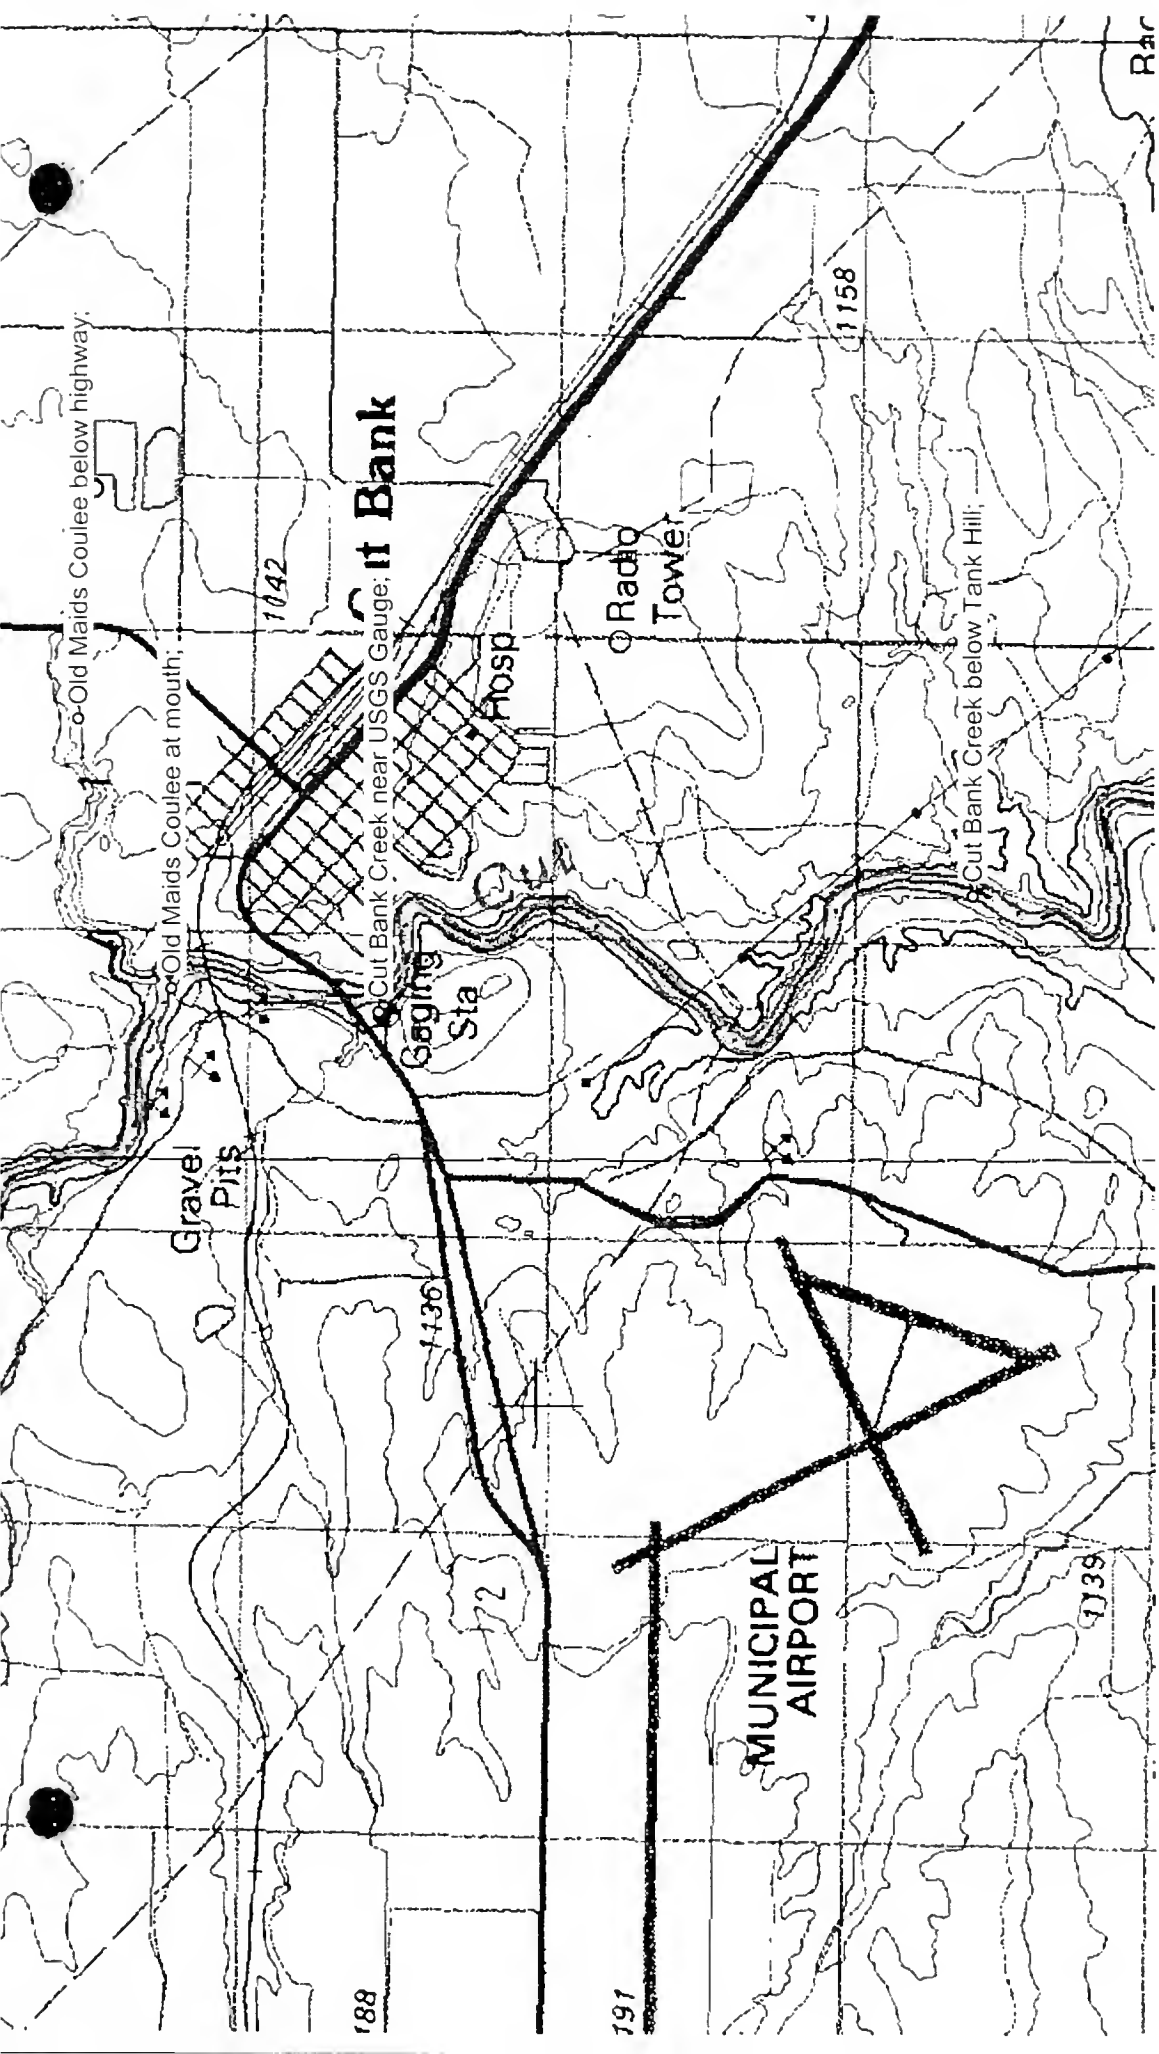 Old Maids Coulee below highway;
Old Maids Coulee at mouth;
1042
Bank
Cut Bank Creek near USGS Gauge;
Hosp
Radio
Tower
1158
Cut Bank Creek below Tank Hill;
Gaging
Sta
Gravel
Pits
1136
72
MUNICIPAL
AIRPORT
1139
188
191